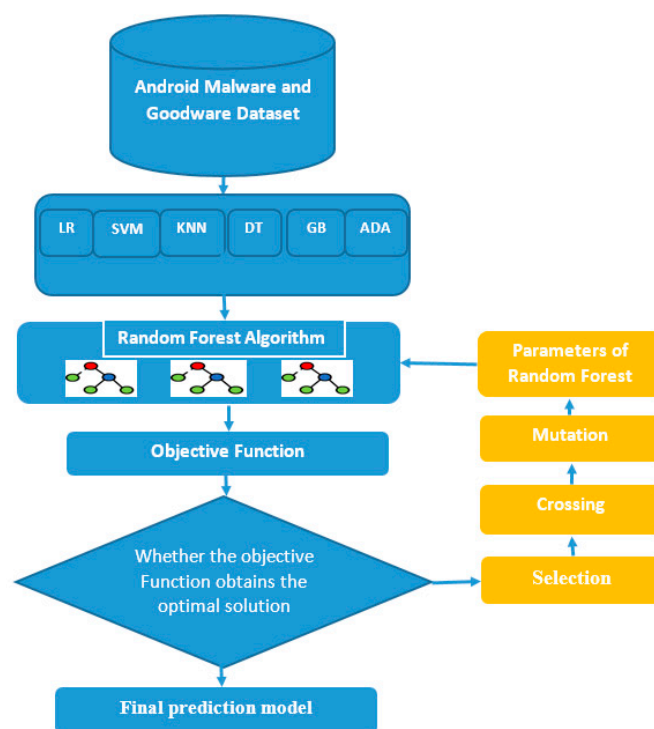 Android Malware and
Goodware Dataset
LR SVM KNN DT GB ADA
Random Forest Algorithm
Parameters of
Random Forest
Mutation
Objective Function
Crossing
Whether the objective
Function obtains the
optimal solution
Selection
Final prediction model